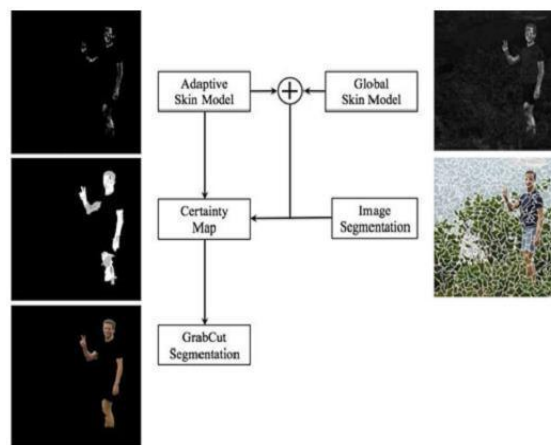 Adaptive
Skin Model
Global
Skin Model
Certainty
Map
Image
Segmentation
GrabCut
Segmentation